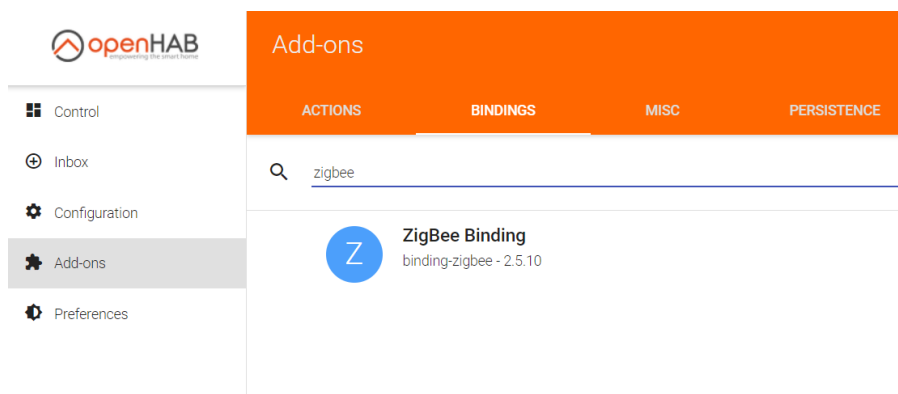 openHAB
empowering the smart home
Add-ons
ACTIONS BINDINGS MISC PERSISTENCE
Control
Inbox
Configuration
Add-ons
Preferences
zigbee
Z
ZigBee Binding
binding-zigbee - 2.5.10